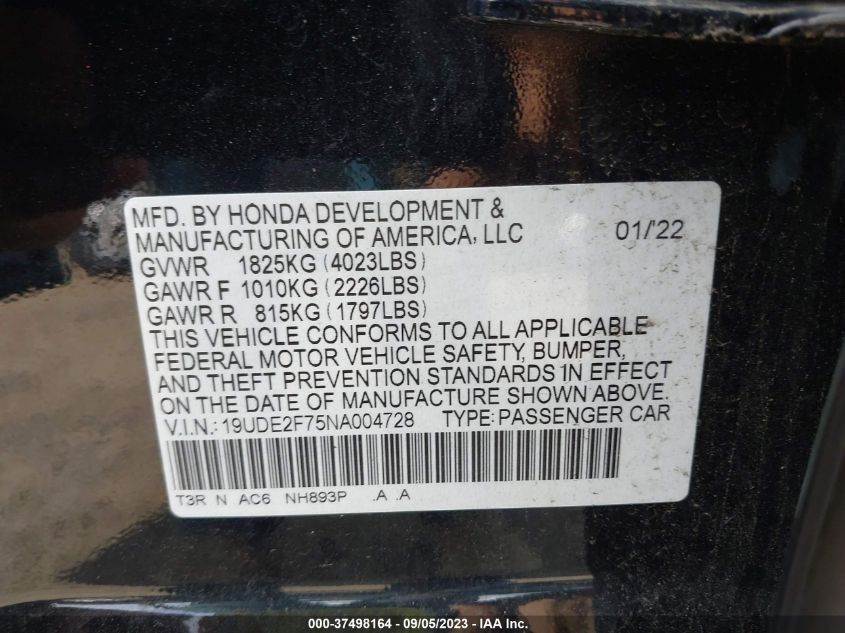 MFD. BY HONDA DEVELOPMENT &
MANUFACTURING OF AMERICA, LLC 01/'22
GVWR 1825KG (4023LBS)
GAWR F 1010KG (2226LBS)
GAWR R 815KG (1797LBS)
THIS VEHICLE CONFORMS TO ALL APPLICABLE
FEDERAL MOTOR VEHICLE SAFETY, BUMPER,
AND THEFT PREVENTION STANDARDS IN EFFECT
ON THE DATE OF MANUFACTURE SHOWN ABOVE.
V.I.N.: 19UDE2F75NA004728 TYPE: PASSENGER CAR
T3R N AC6 NH893P .A .A
000-37498164 - 09/05/2023 - IAAI Inc.